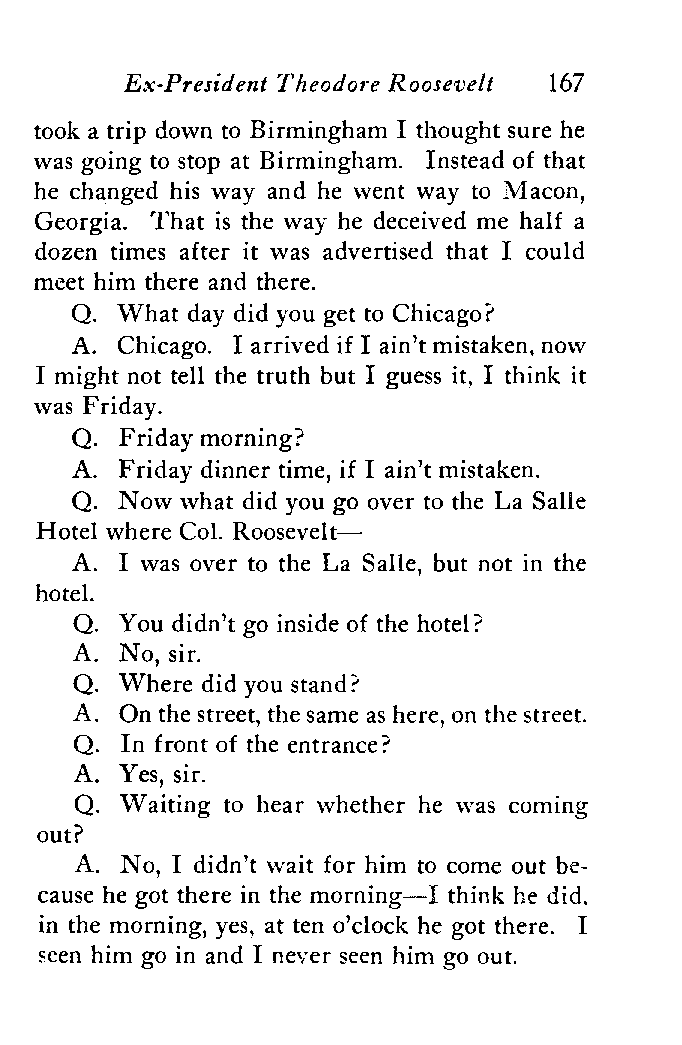 Ex-President Theodore Roosevelt 167
took a trip down to Birmingham I thought sure he
was going to stop at Birmingham. Instead of that
he changed his way and he went way to Macon,
Georgia. That is the way he deceived me half a
dozen times after it was advertised that I could
meet him there and there.
Q. What day did you get to Chicago?
A. Chicago. I arrived if I ain't mistaken, now
I might not tell the truth but I guess it, I think it
was Friday.
Q. Friday morning?
A. Friday dinner time, if I ain't mistaken.
Q. Now what did you go over to the La Salle
Hotel where Col. Roosevelt—
A. I was over to the La Salle, but not in the
hotel.
Q. You didn't go inside of the hotel?
A. No, sir.
Q. Where did you stand?
A. On the street, the same as here, on the street.
Q. In front of the entrance?
A. Yes, sir.
Q. Waiting to hear whether he was coming
out?
A. No, I didn't wait for him to come out be-
cause he got there in the morning—I think he did,
in the morning, yes, at ten o'clock he got there. I
seen him go in and I never seen him go out.